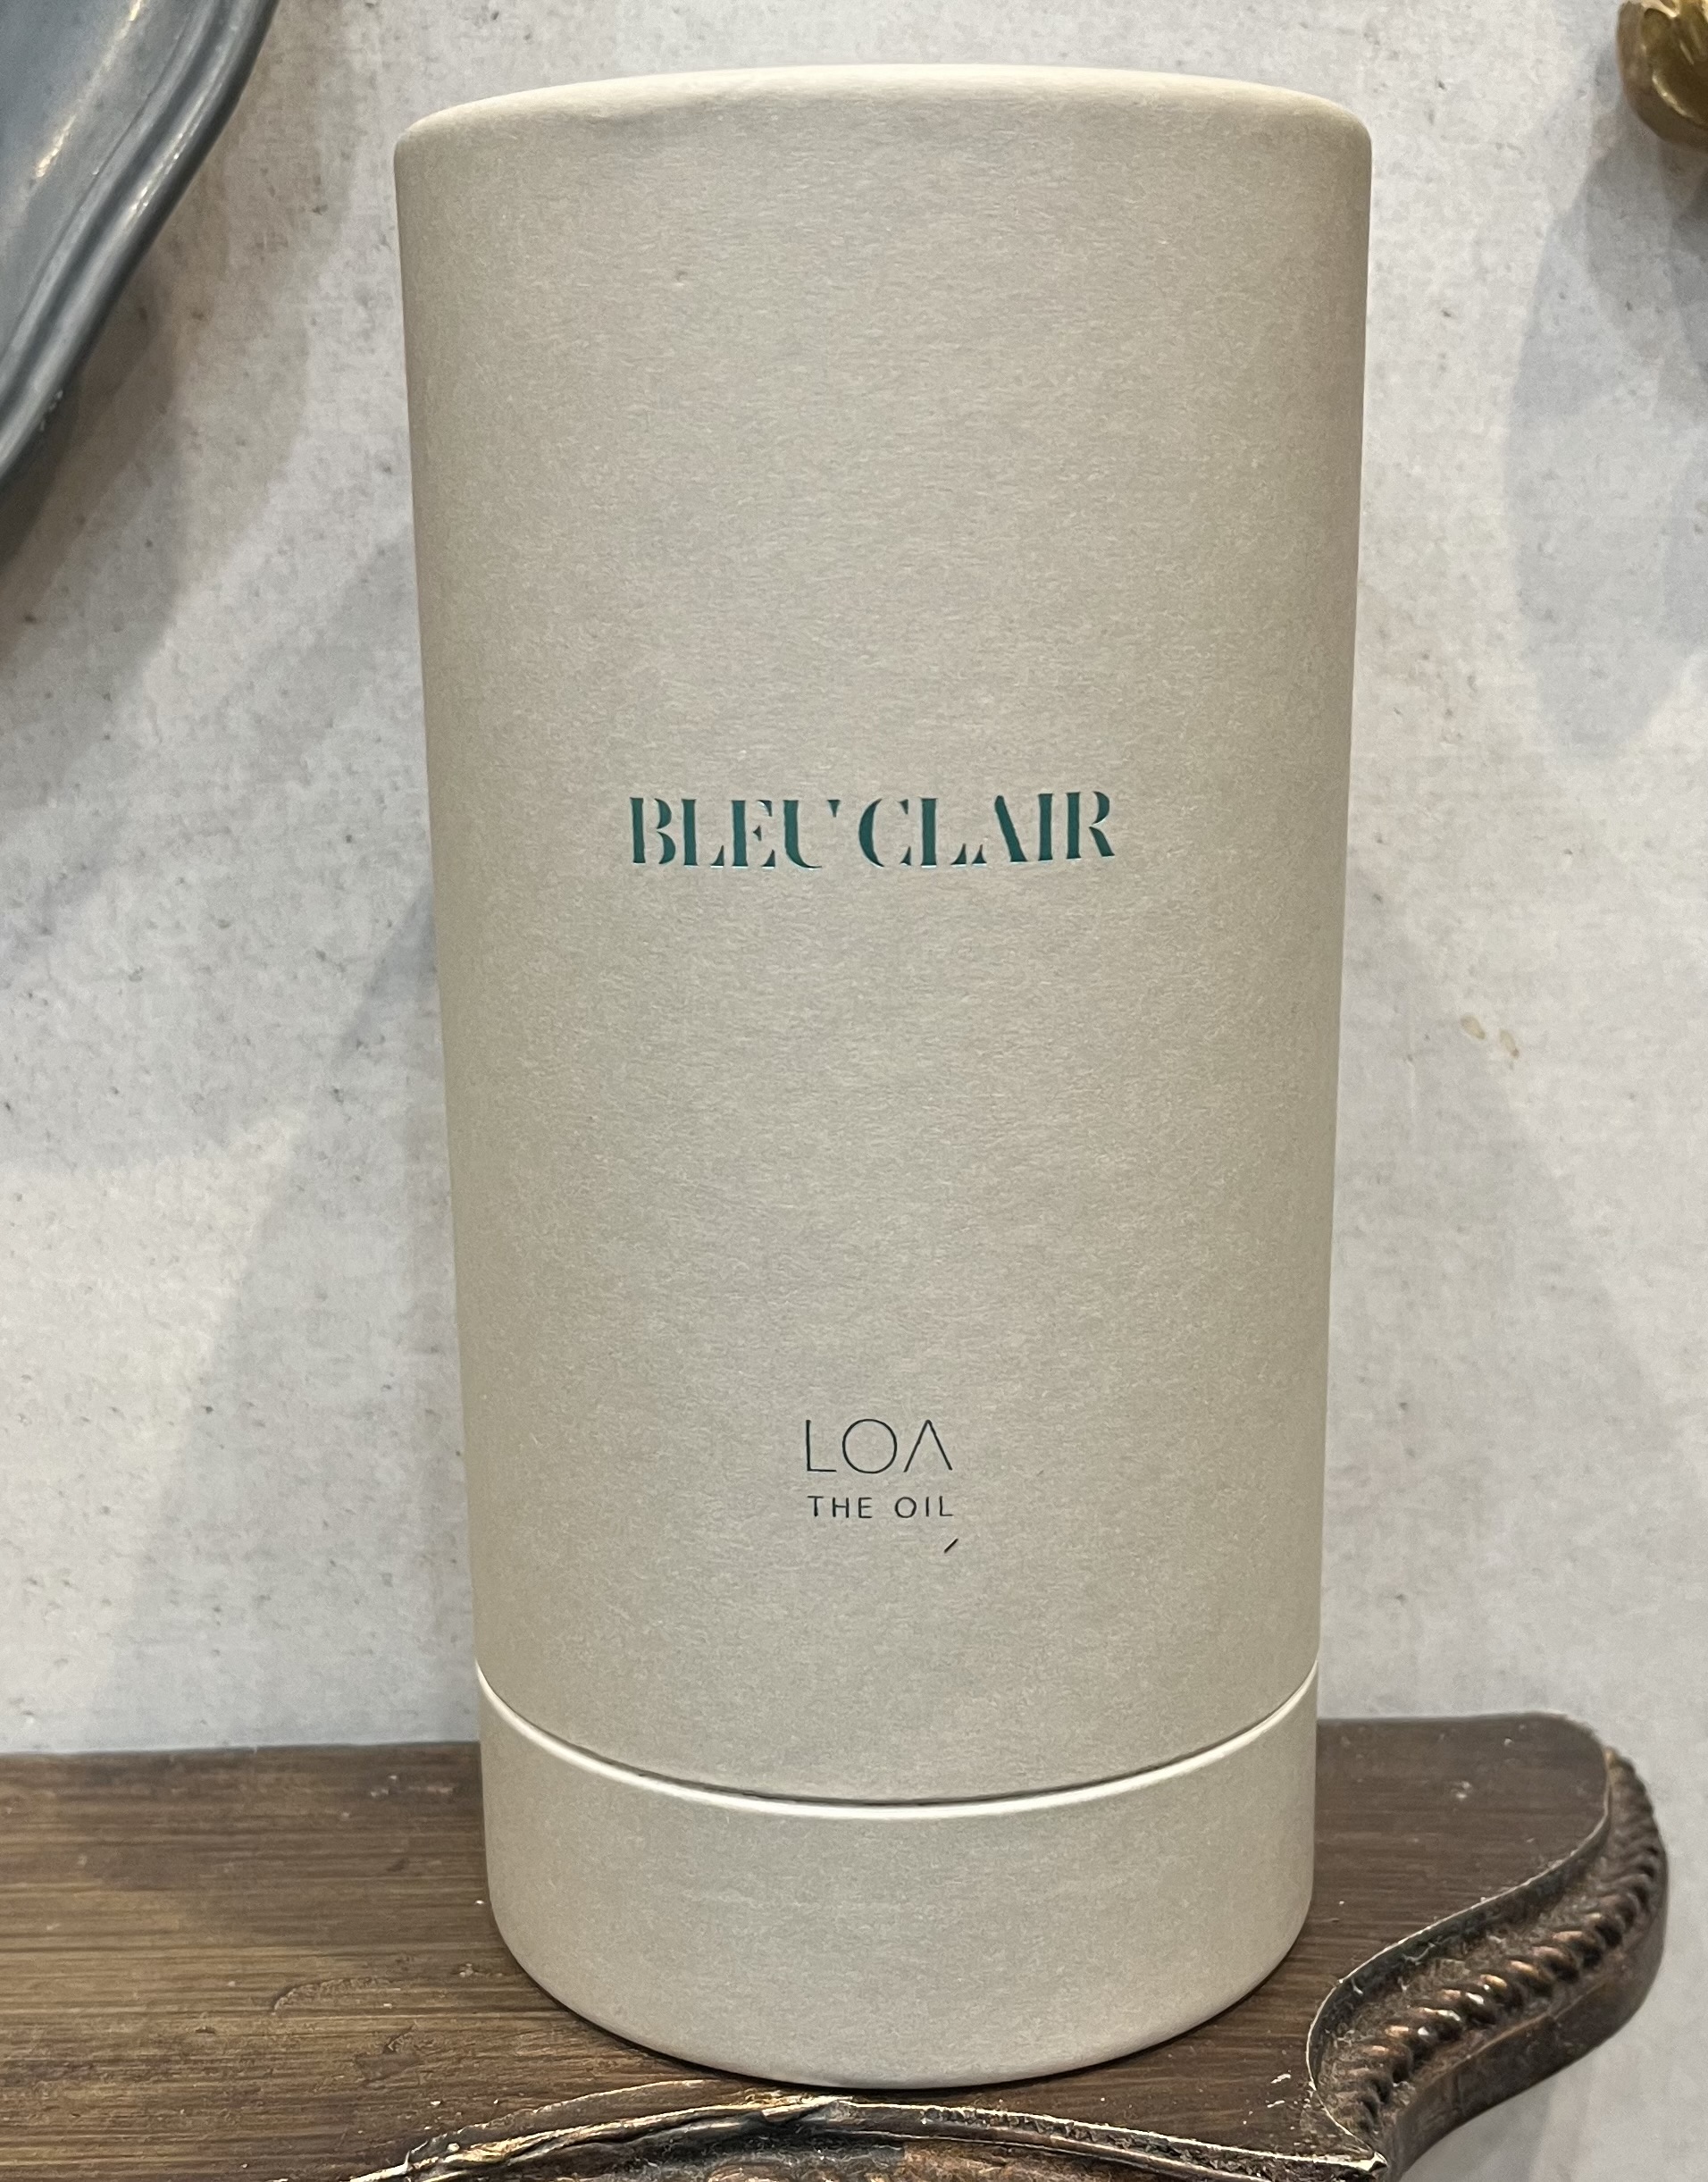 BLEU CLAIR
LOA
THE OIL